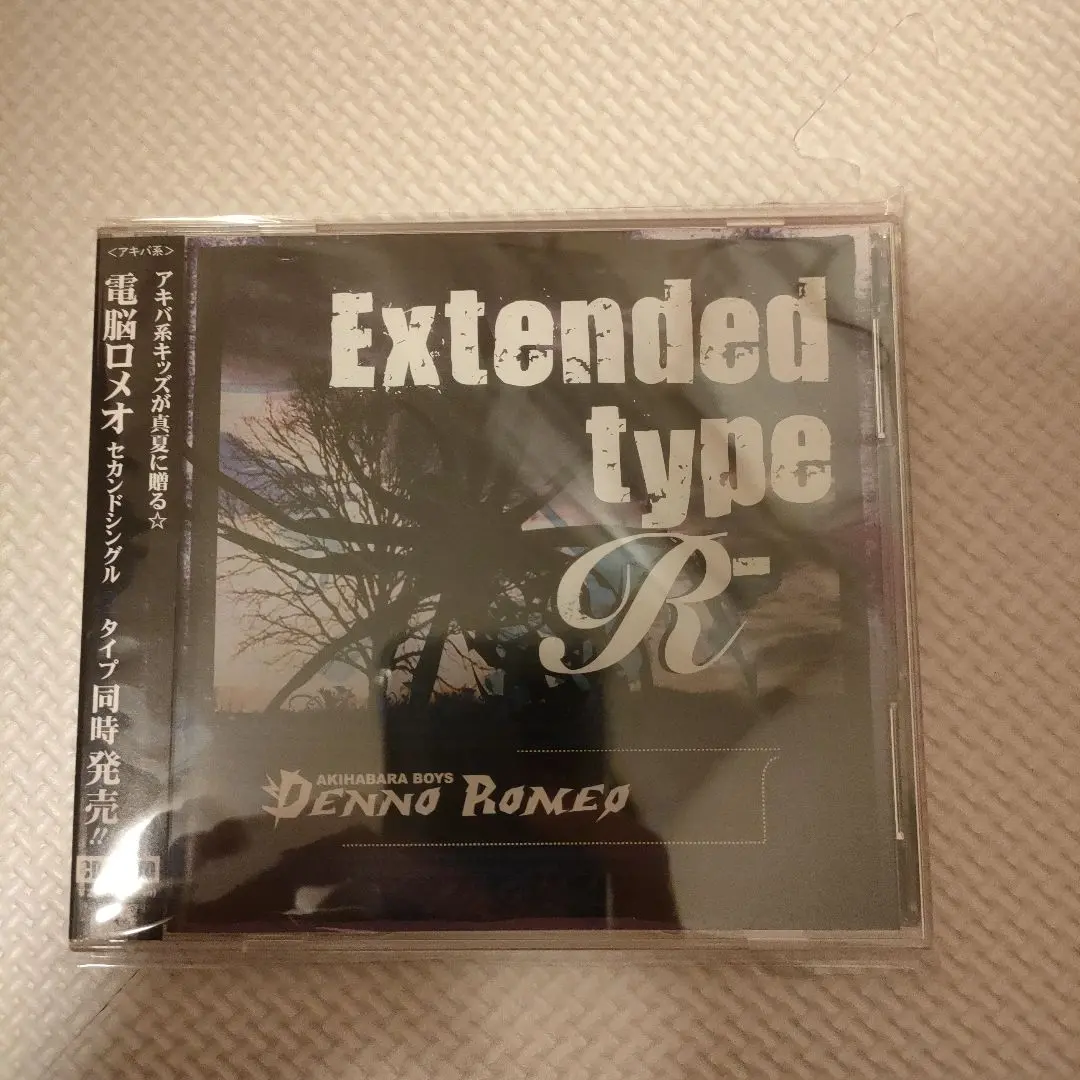 <アキバ系>
アキバ系キッズが真夏に贈る☆
電脳ロメオ セカンドシングル タイプ同時発売!!
Extended
type
R-
AKIHABARA BOYS
DENNO ROMEO